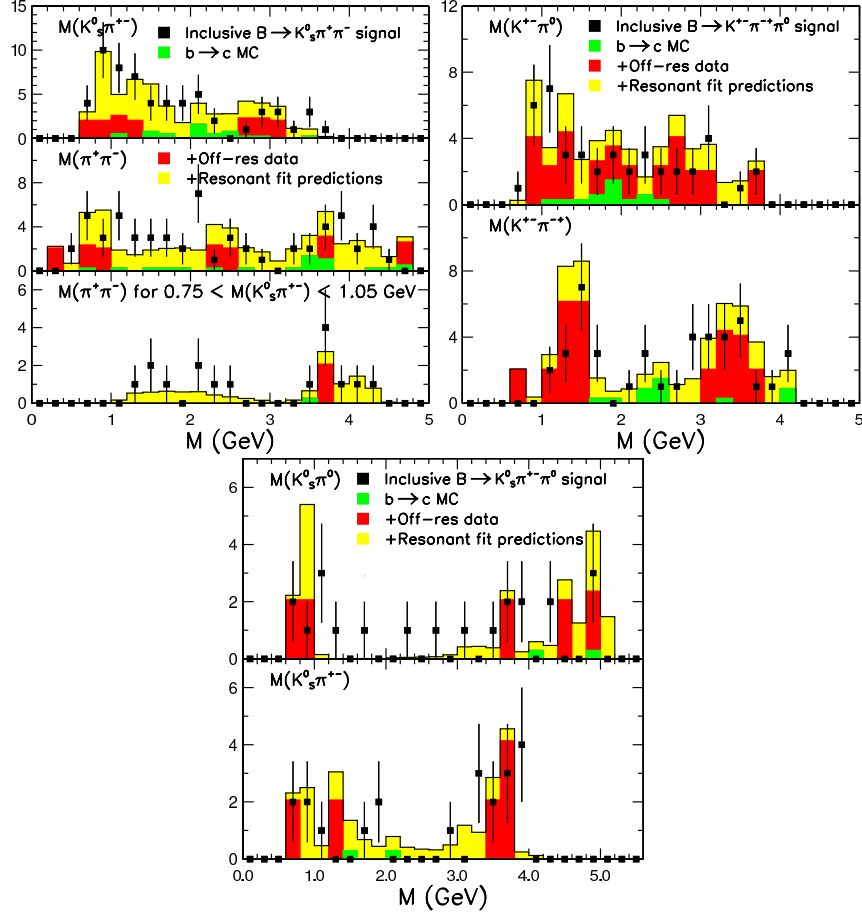 M(K⁰ₛπ⁺⁻)
Inclusive B→K⁰ₛπ⁺π⁻ signal
b→c MC
15
10
5
0
M(π⁺π⁻)
+Off-res data
+Resonant fit predictions
8
4
0
M(π⁺π⁻) for 0.75 < M(K⁰ₛπ⁺⁻) < 1.05 GeV
6
4
2
0
0 1 2 3 4 5
M (GeV)
M(K⁺⁻π⁰)
Inclusive B→K⁺⁻π⁻⁺π⁰ signal
b→c MC
+Off-res data
+Resonant fit predictions
12
8
4
0
M(K⁺⁻π⁻⁺)
8
4
0
0 1 2 3 4 5
M (GeV)
M(K⁰ₛπ⁰)
Inclusive B→K⁰ₛπ⁺⁻π⁰ signal
b→c MC
+Off-res data
+Resonant fit predictions
6
4
2
0
M(K⁰ₛπ⁺⁻)
6
4
2
0
0.0 1.0 2.0 3.0 4.0 5.0
M (GeV)